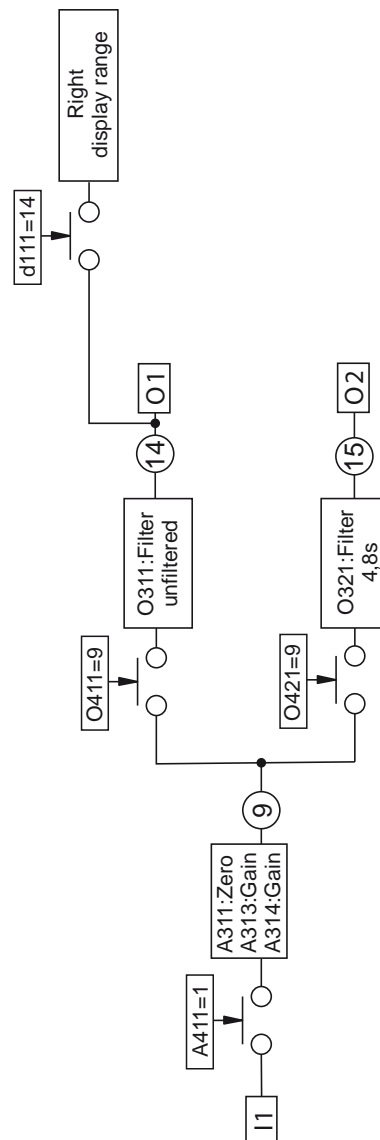 I1
A411=1
A311:Zero
A313:Gain
A314:Gain
9
O411=9
O311:Filter
unfiltered
14
O1
d111=14
Right
display range
O421=9
O321:Filter
4,8s
15
O2